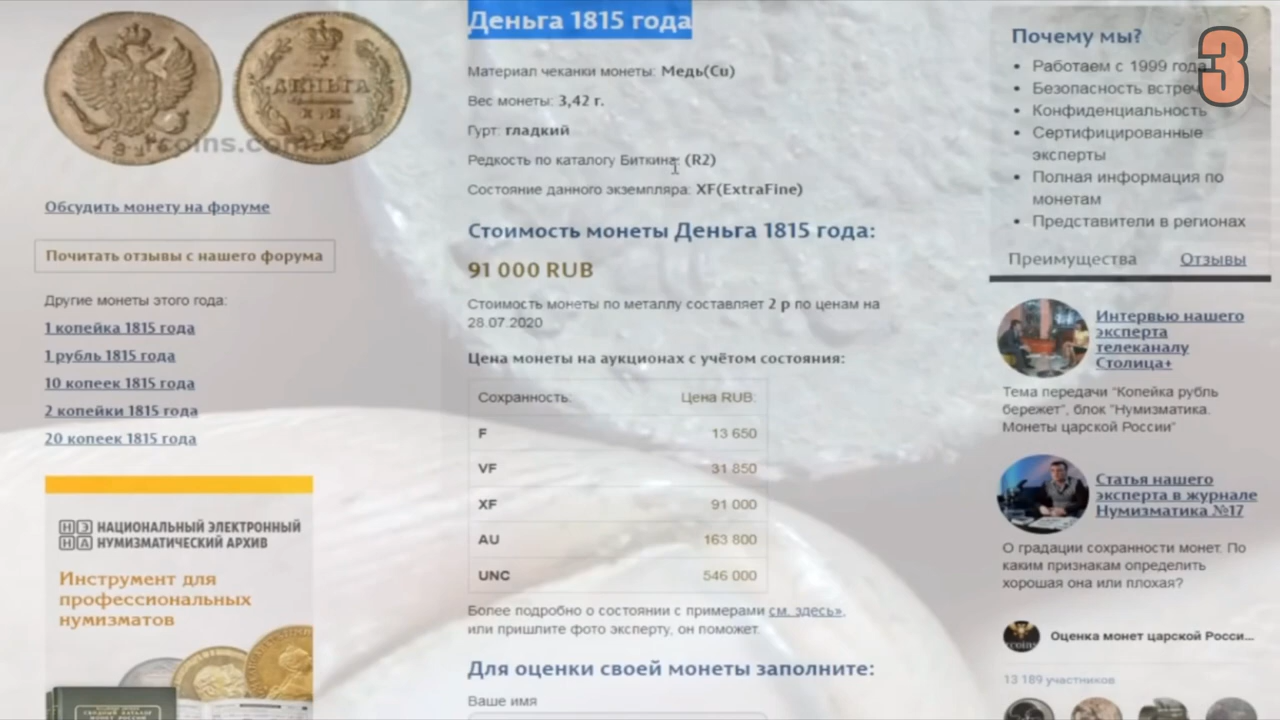 ДЕНЬГА
rcoins.com
Обсудить монету на форуме
Почитать отзывы с нашего форума
Другие монеты этого года:
1 копейка 1815 года
1 рубль 1815 года
10 копеек 1815 года
2 копейки 1815 года
20 копеек 1815 года
НЭ НАЦИОНАЛЬНЫЙ ЭЛЕКТРОННЫЙ
НА НУМИЗМАТИЧЕСКИЙ АРХИВ
Инструмент для
профессиональных
нумизматов
Деньга 1815 года
Материал чеканки монеты: Медь(Cu)
Вес монеты: 3,42 г.
Гурт: гладкий
Редкость по каталогу Биткина: (R2)
Состояние данного экземпляра: XF(ExtraFine)
Стоимость монеты Деньга 1815 года:
91 000 RUB
Стоимость монеты по металлу составляет 2 р по ценам на
28.07.2020
Цена монеты на аукционах с учётом состояния:
Сохранность: Цена RUB:
F 13 650
VF 31 850
XF 91 000
AU 163 800
UNC 546 000
Более подробно о состоянии с примерами см. здесь»,
или пришлите фото эксперту, он поможет
Для оценки своей монеты заполните:
Ваше имя
3
Почему мы?
Работаем с 1999 года
Безопасность встреч
Конфиденциальность
Сертифицированные
эксперты
Полная информация по
монетам
Представители в регионах
Преимущества Отзывы
Интервью нашего
эксперта
телеканалу
Столица+
Тема передачи "Копейка рубль
бережет", блок "Нумизматика.
Монеты царской России"
Статья нашего
эксперта в журнале
Нумизматика №17
О градации сохранности монет. По
каким признакам определить
хорошая она или плохая?
Оценка монет царской Росси...
13 189 участников